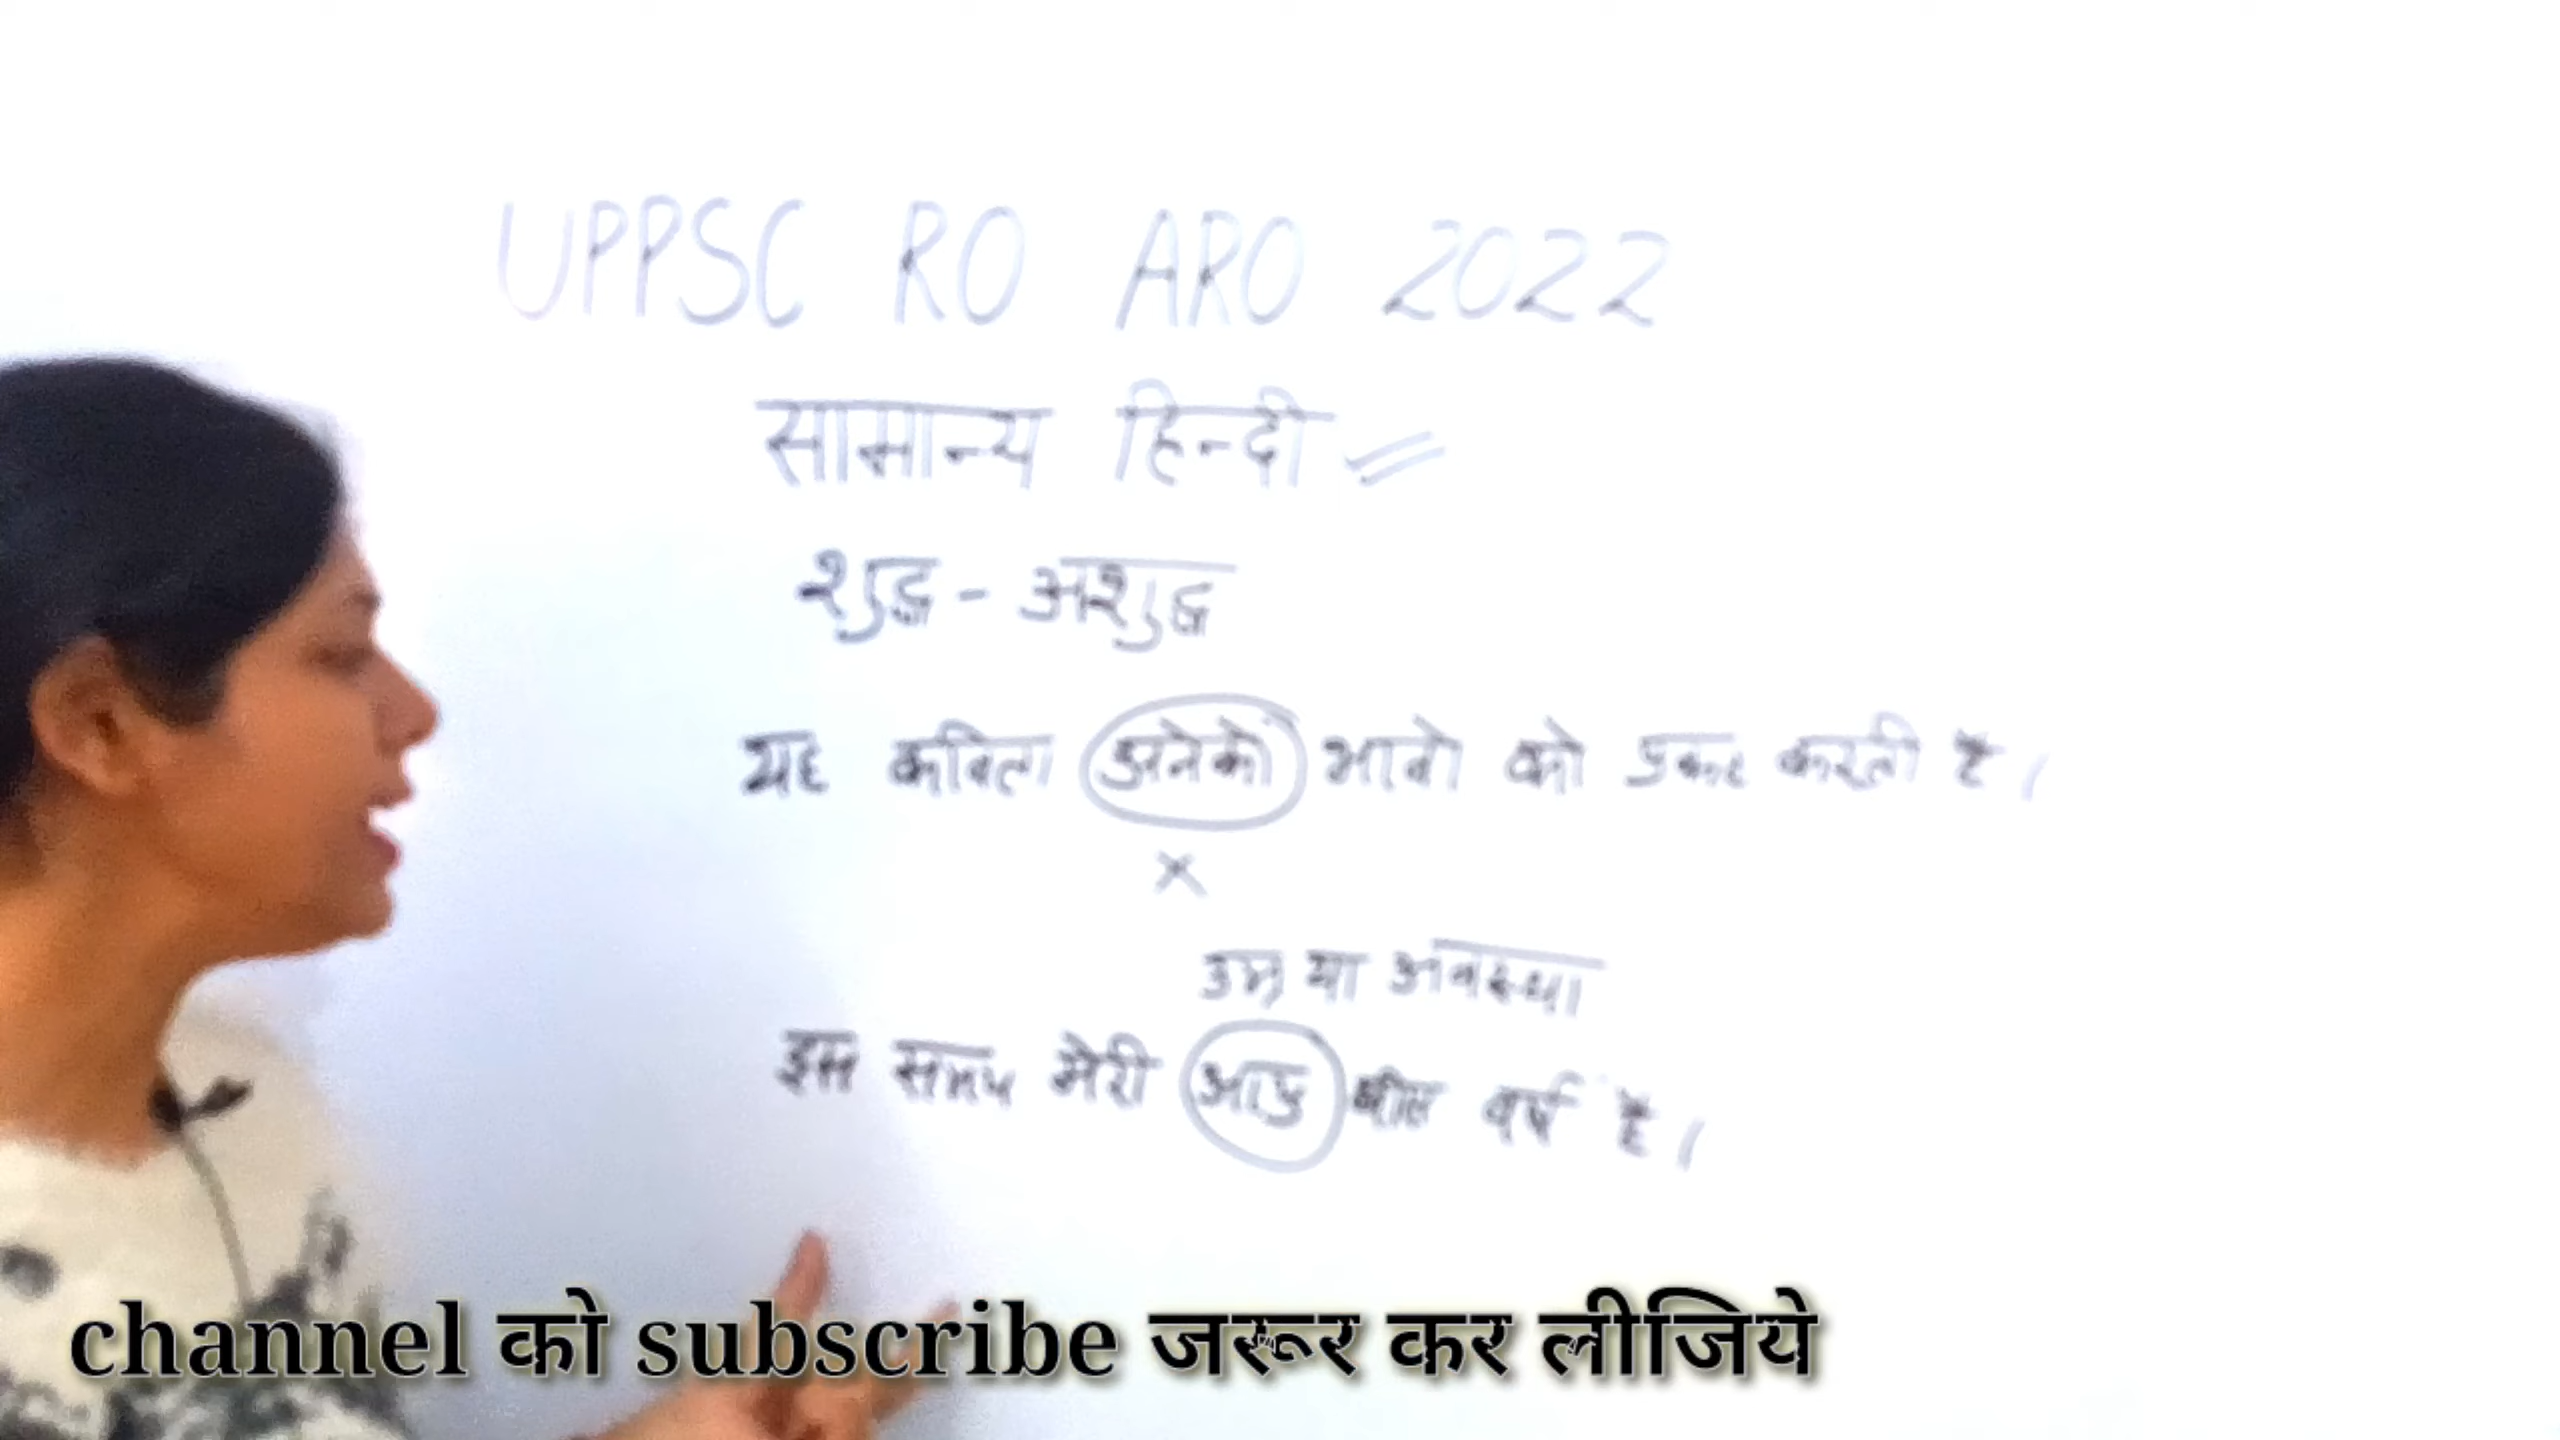 UPPSC RO ARO 2022
सामान्य हिन्दी
शुद्ध - अशुद्ध
यह कविता अनेको भावो को प्रकट करती है।
×
उम्र या अवस्था
इस समय मेरी आयु बीस वर्ष है।
channel को subscribe जरूर कर लीजिये